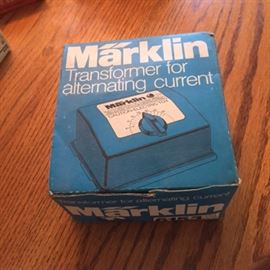 Märklin
Transformer for
alternating current
Märklin
Transformer for alternating current
Märklin